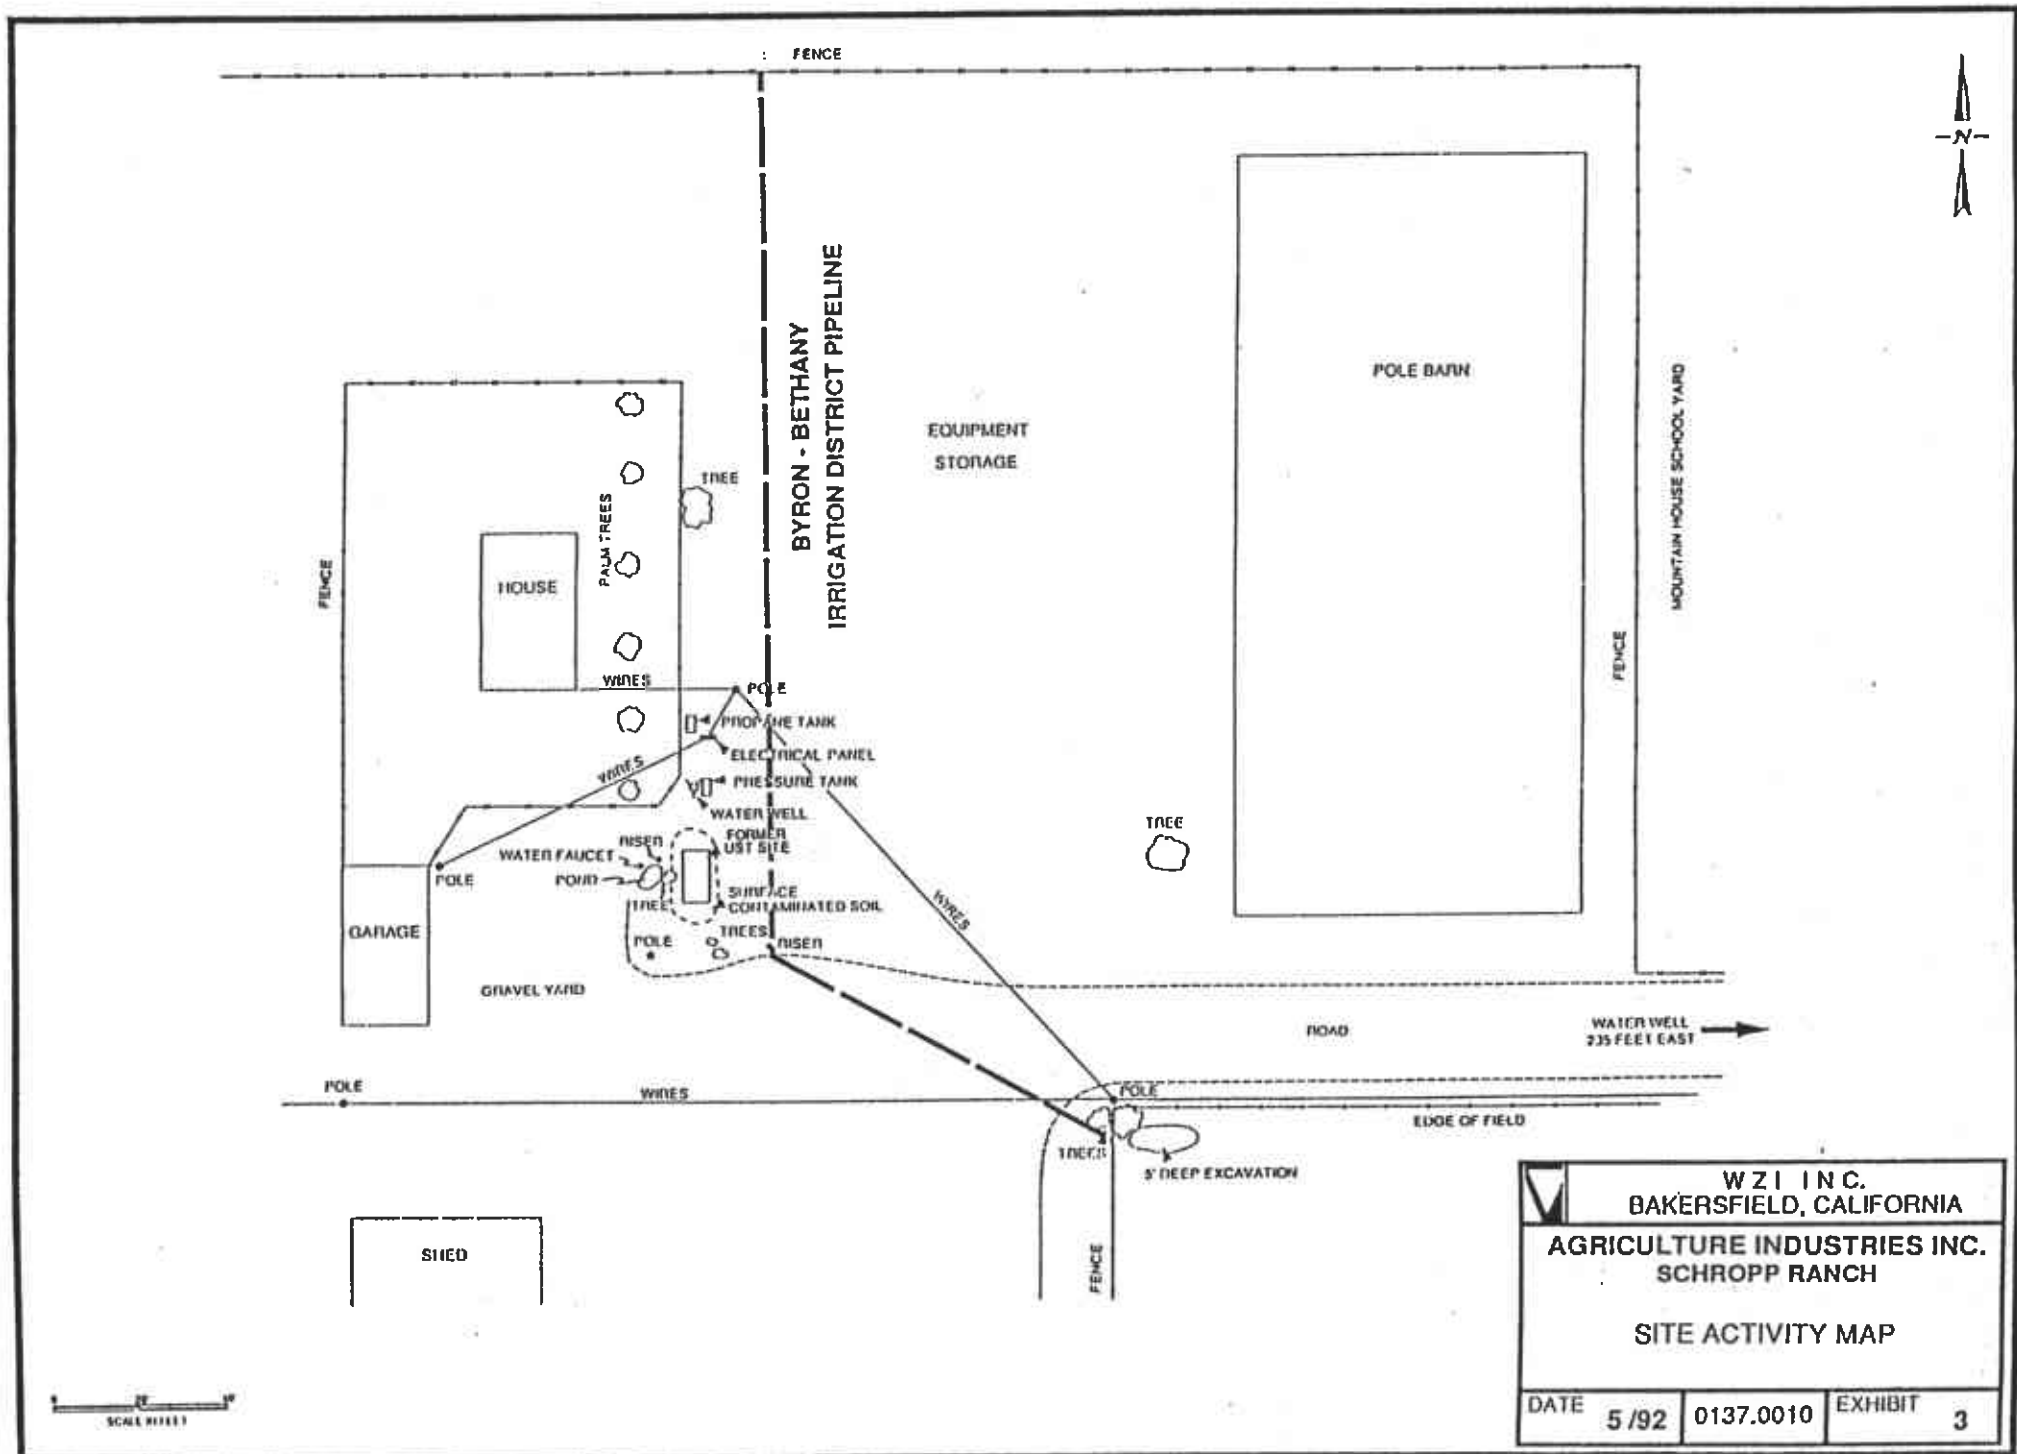 FENCE
-N-
BYRON - BETHANY
IRRIGATION DISTRICT PIPELINE
POLE BARN
MOUNTAIN HOUSE SCHOOL YARD
EQUIPMENT
STORAGE
TREE
PALM TREES
HOUSE
FENCE
FENCE
WIRES
POLE
PROPANE TANK
ELECTRICAL PANEL
WIRES
PRESSURE TANK
WATER WELL
FORMER
UST SITE
RISER
WATER FAUCET
POND
POLE
TREE
SURFACE
CONTAMINATED SOIL
TREE
WIRES
GARAGE
POLE
TREES
RISER
GRAVEL YARD
ROAD
WATER WELL
235 FEET EAST
POLE
WIRES
POLE
EDGE OF FIELD
TREES
5' DEEP EXCAVATION
FENCE
SHED
SCALE IN FEET
WZI INC.
BAKERSFIELD, CALIFORNIA
AGRICULTURE INDUSTRIES INC.
SCHROPP RANCH
SITE ACTIVITY MAP
DATE 5/92
0137.0010
EXHIBIT 3